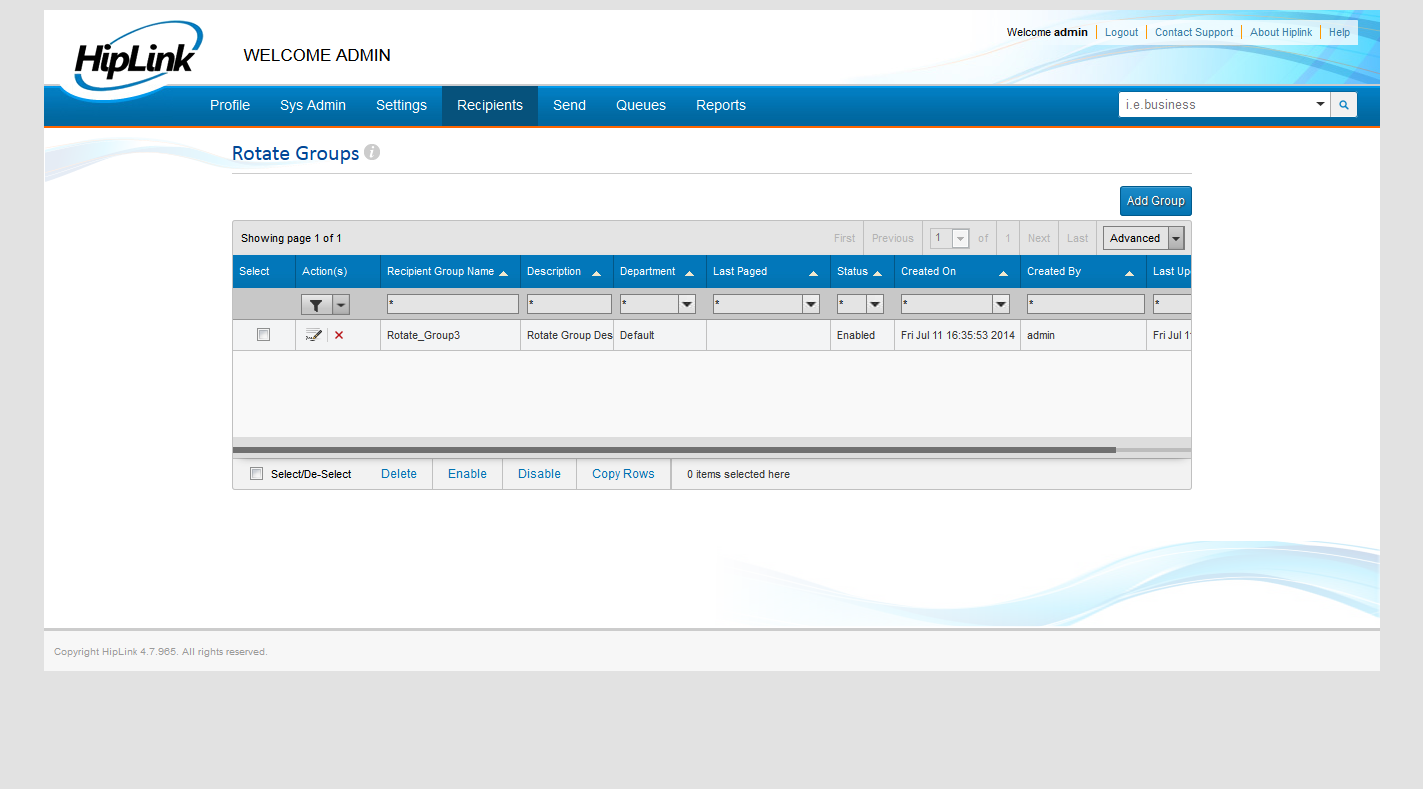 HipLink
WELCOME ADMIN
Welcome admin Logout Contact Support About Hiplink Help
Profile Sys Admin Settings Recipients Send Queues Reports i.e.business
Rotate Groups
Add Group
Showing page 1 of 1 First Previous 1 of 1 Next Last Advanced
Select Action(s) Recipient Group Name Description Department Last Paged Status Created On Created By Last Up
* * * * * * * *
Rotate_Group3 Rotate Group Des Default Enabled Fri Jul 11 16:35:53 2014 admin Fri Jul 1
Select/De-Select Delete Enable Disable Copy Rows 0 items selected here
Copyright HipLink 4.7.965. All rights reserved.